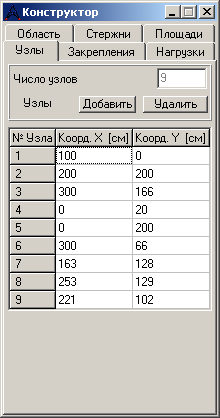 Конструктор
Область Стержни Площади
Узлы Закрепления Нагрузки
Число узлов 9
Узлы Добавить Удалить
№ Узла Коорд. X [см] Коорд. Y [см]
1 100 0
2 200 200
3 300 166
4 0 20
5 0 200
6 300 66
7 163 128
8 253 129
9 221 102